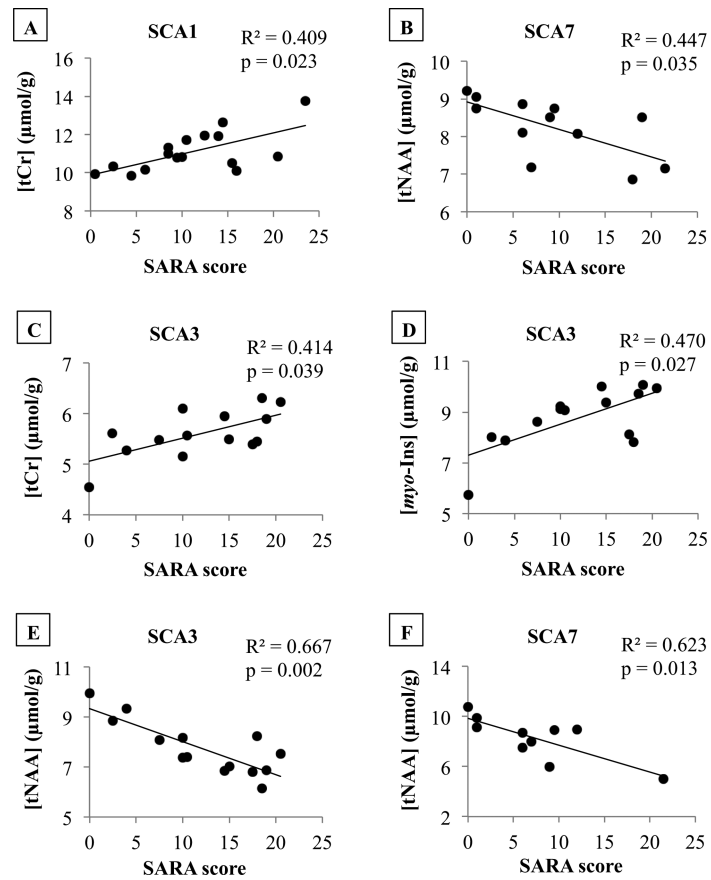 A
SCA1
R² = 0.409
p = 0.023
[tCr] (μmol/g)
16
14
12
10
8
0 5 10 15 20 25
SARA score
B
SCA7
R² = 0.447
p = 0.035
[tNAA] (μmol/g)
10
9
8
7
6
0 5 10 15 20 25
SARA score
C
SCA3
R² = 0.414
p = 0.039
[tCr] (μmol/g)
7
6
5
4
0 5 10 15 20 25
SARA score
D
SCA3
R² = 0.470
p = 0.027
[myo-Ins] (μmol/g)
11
9
7
5
0 5 10 15 20 25
SARA score
E
SCA3
R² = 0.667
p = 0.002
[tNAA] (μmol/g)
11
9
7
5
0 5 10 15 20 25
SARA score
F
SCA7
R² = 0.623
p = 0.013
[tNAA] (μmol/g)
14
10
6
2
0 5 10 15 20 25
SARA score